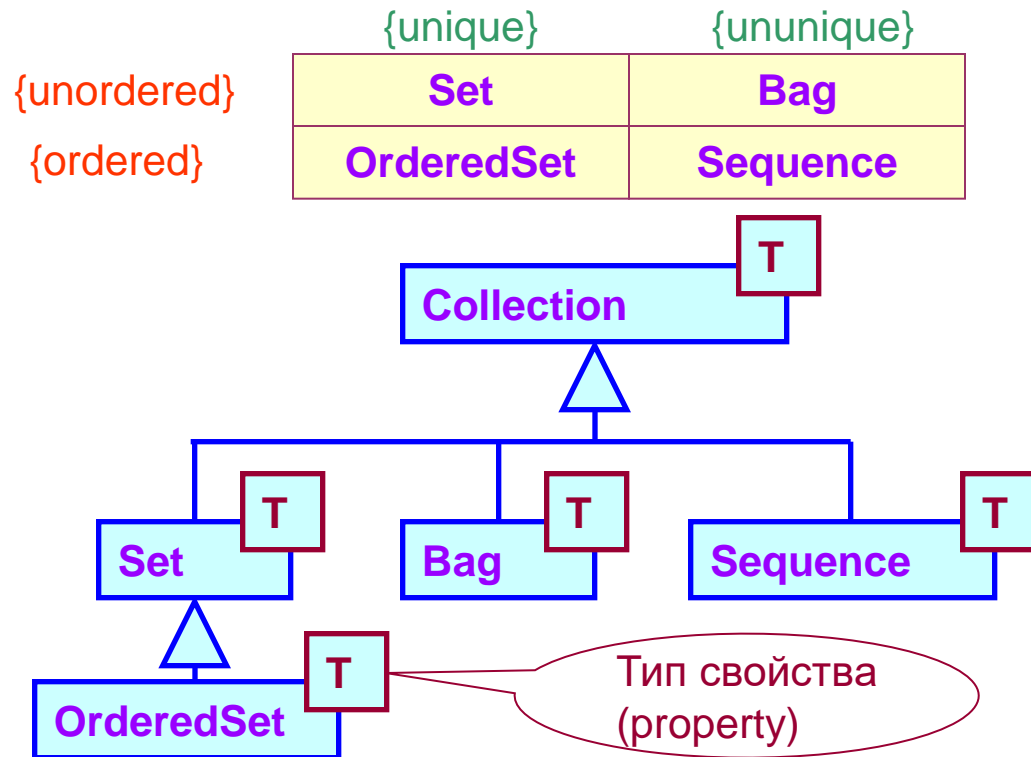 {unique} {ununique}
{unordered} Set Bag
{ordered} OrderedSet Sequence
T
Collection
T T T
Set Bag Sequence
T
OrderedSet
Тип свойства
(property)